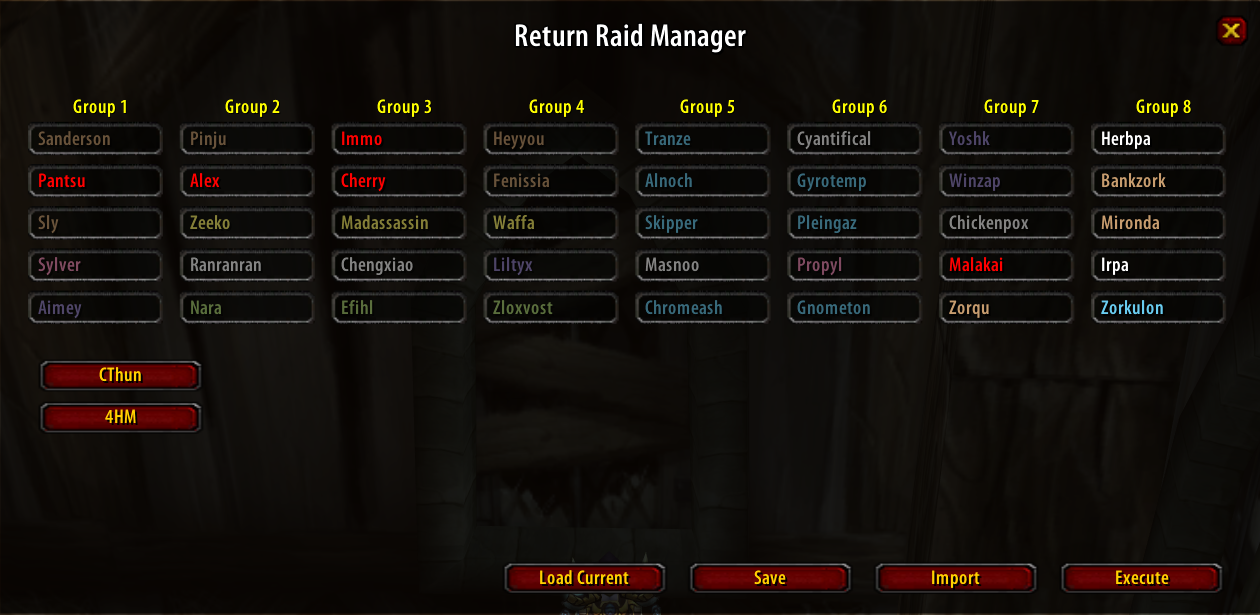 Return Raid Manager
Group 1 Group 2 Group 3 Group 4 Group 5 Group 6 Group 7 Group 8
Sanderson Pinju Immo Heyyou Tranze Cyantifical Yoshk Herbpa
Pantsu Alex Cherry Fenissia Alnoch Gyrotemp Winzap Bankzork
Sly Zeeko Madassassin Waffa Skipper Pleingaz Chickenpox Mironda
Sylver Ranranran Chengxiao Liltyx Masnoo Propyl Malakai Irpa
Aimey Nara Efihl Zloxvost Chromeash Gnometon Zorqu Zorkulon
CThun
4HM
Load Current Save Import Execute